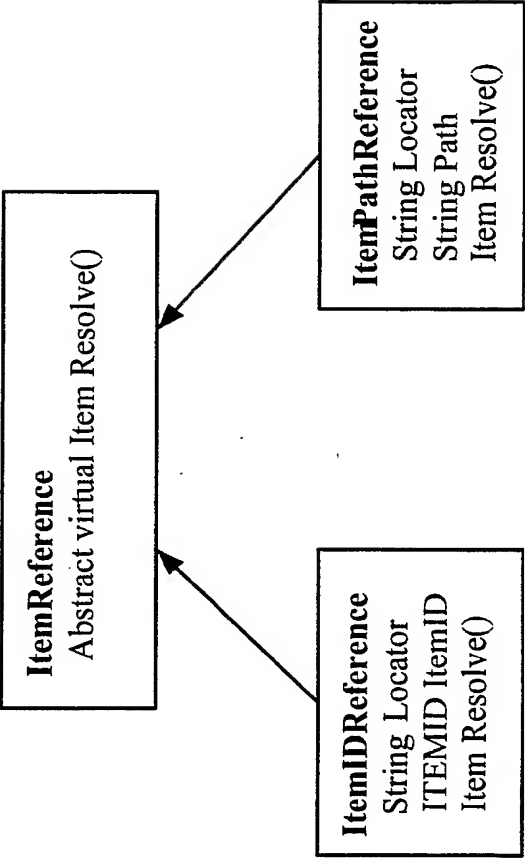 ItemReference
Abstract virtual Item Resolve()
ItemIDReference
String Locator
ITEMID ItemID
Item Resolve()
ItemPathReference
String Locator
String Path
Item Resolve()